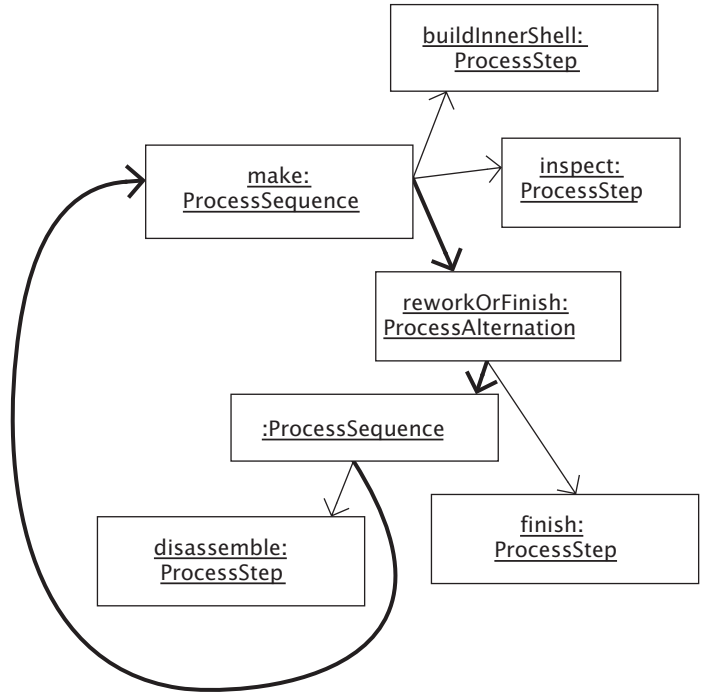 buildInnerShell:
ProcessStep
make:
ProcessSequence
inspect:
ProcessStep
reworkOrFinish:
ProcessAlternation
:ProcessSequence
disassemble:
ProcessStep
finish:
ProcessStep